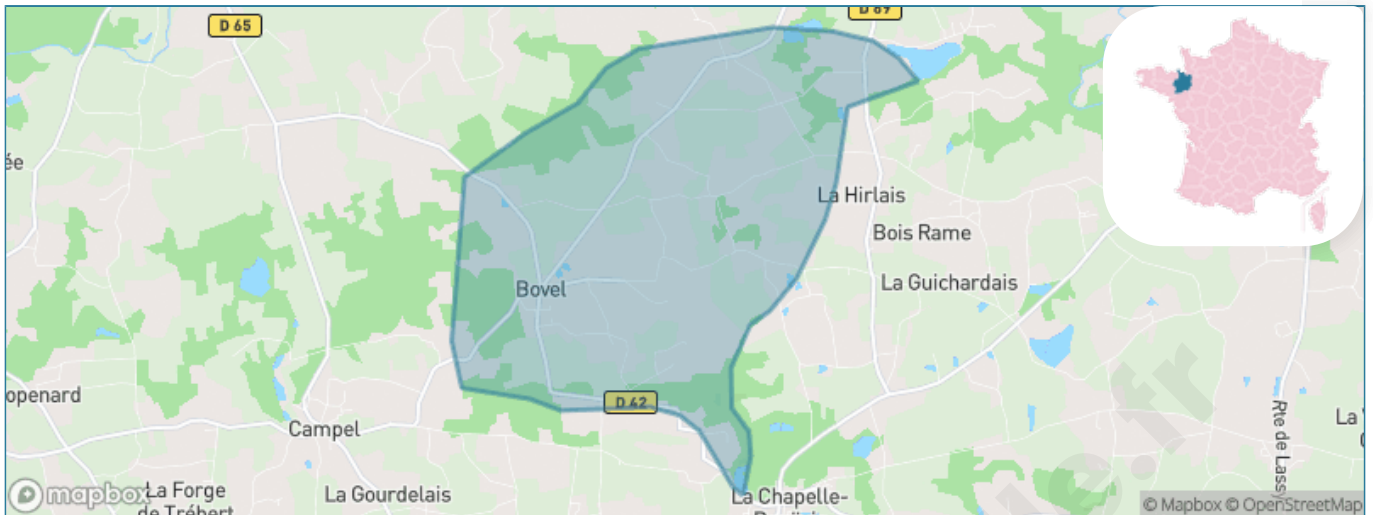 D 65
D 69
ée
La Hirlais
Bois Rame
La Guichardais
Bovel
openard
D 42
Campel
Rte de Lassy
La
La Forge
de Trébert
La Gourdelais
La Chapelle-
mapbox
© Mapbox © OpenStreetMap
e.fr